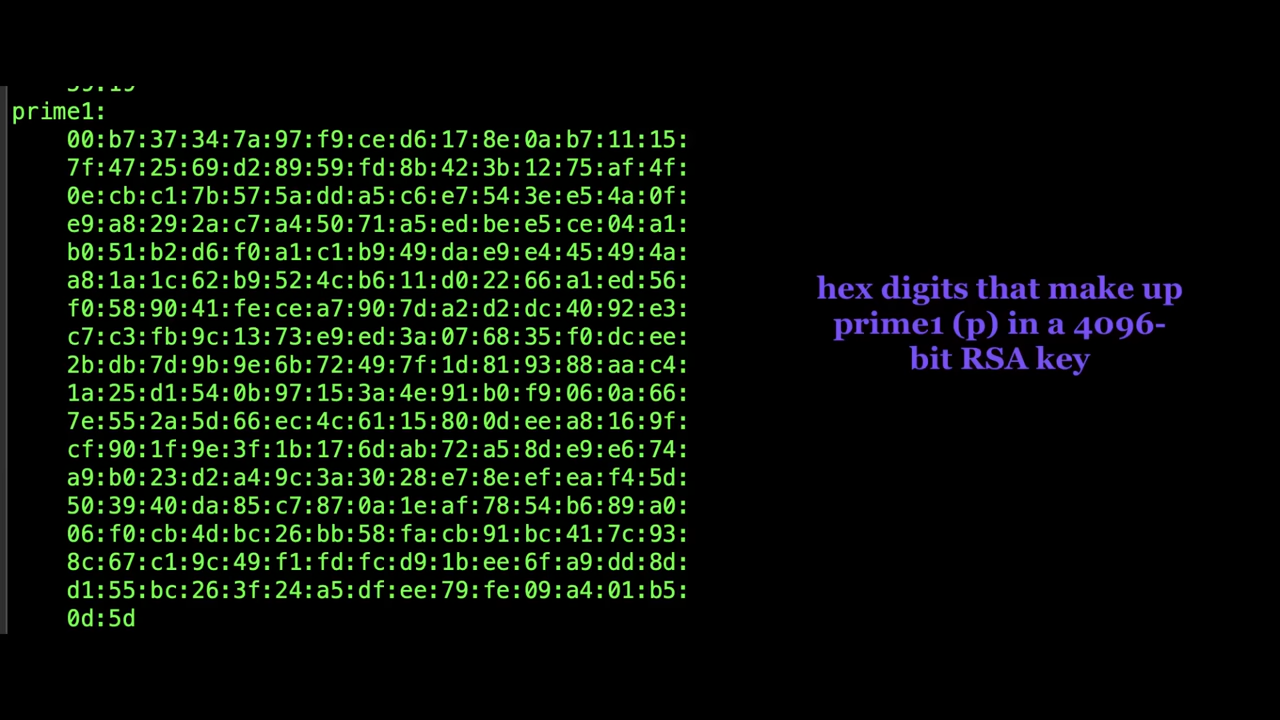 prime1:
00:b7:37:34:7a:97:f9:ce:d6:17:8e:0a:b7:11:15:
7f:47:25:69:d2:89:59:fd:8b:42:3b:12:75:af:4f:
0e:cb:c1:7b:57:5a:dd:a5:c6:e7:54:3e:e5:4a:0f:
e9:a8:29:2a:c7:a4:50:71:a5:ed:be:e5:ce:04:a1:
b0:51:b2:d6:f0:a1:c1:b9:49:da:e9:e4:45:49:4a:
a8:1a:1c:62:b9:52:4c:b6:11:d0:22:66:a1:ed:56:
f0:58:90:41:fe:ce:a7:90:7d:a2:d2:dc:40:92:e3:
c7:c3:fb:9c:13:73:e9:ed:3a:07:68:35:f0:dc:ee:
2b:db:7d:9b:9e:6b:72:49:7f:1d:81:93:88:aa:c4:
1a:25:d1:54:0b:97:15:3a:4e:91:b0:f9:06:0a:66:
7e:55:2a:5d:66:ec:4c:61:15:80:0d:ee:a8:16:9f:
cf:90:1f:9e:3f:1b:17:6d:ab:72:a5:8d:e9:e6:74:
a9:b0:23:d2:a4:9c:3a:30:28:e7:8e:ef:ea:f4:5d:
50:39:40:da:85:c7:87:0a:1e:af:78:54:b6:89:a0:
06:f0:cb:4d:bc:26:bb:58:fa:cb:91:bc:41:7c:93:
8c:67:c1:9c:49:f1:fd:fc:d9:1b:ee:6f:a9:dd:8d:
d1:55:bc:26:3f:24:a5:df:ee:79:fe:09:a4:01:b5:
0d:5d
hex digits that make up
prime1 (p) in a 4096-
bit RSA key